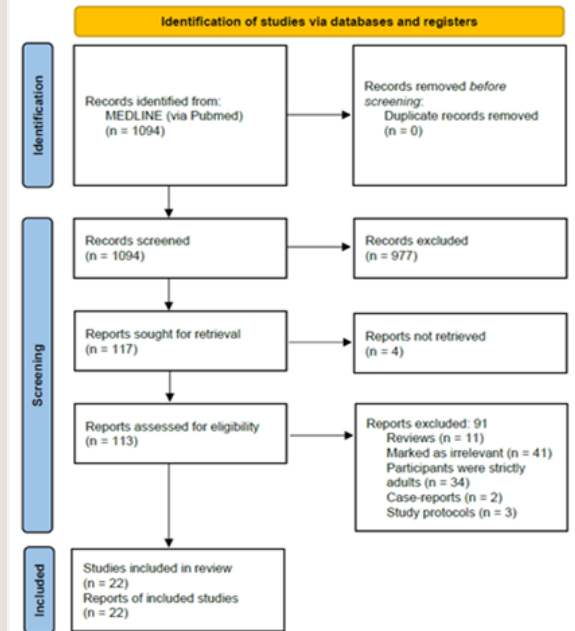 Identification of studies via databases and registers
Identification
Records identified from:
MEDLINE (via Pubmed)
(n = 1094)
Records removed before
screening:
Duplicate records removed
(n = 0)
Screening
Records screened
(n = 1094)
Records excluded
(n = 977)
Reports sought for retrieval
(n = 117)
Reports not retrieved
(n = 4)
Reports assessed for eligibility
(n = 113)
Reports excluded: 91
Reviews (n = 11)
Marked as irrelevant (n = 41)
Participants were strictly
adults (n = 34)
Case-reports (n = 2)
Study protocols (n = 3)
Included
Studies included in review
(n = 22)
Reports of included studies
(n = 22)